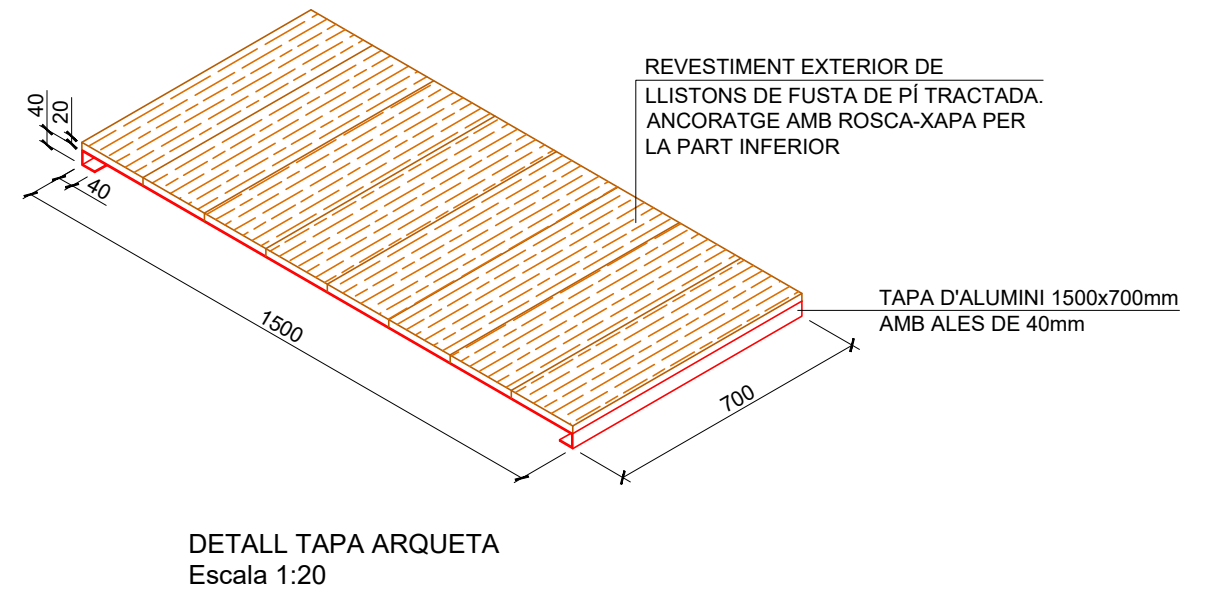 REVESTIMENT EXTERIOR DE
LLISTONS DE FUSTA DE PÍ TRACTADA.
ANCORATGE AMB ROSCA-XAPA PER
LA PART INFERIOR
40
20
40
1500
TAPA D'ALUMINI 1500x700mm
AMB ALES DE 40mm
700
DETALL TAPA ARQUETA
Escala 1:20